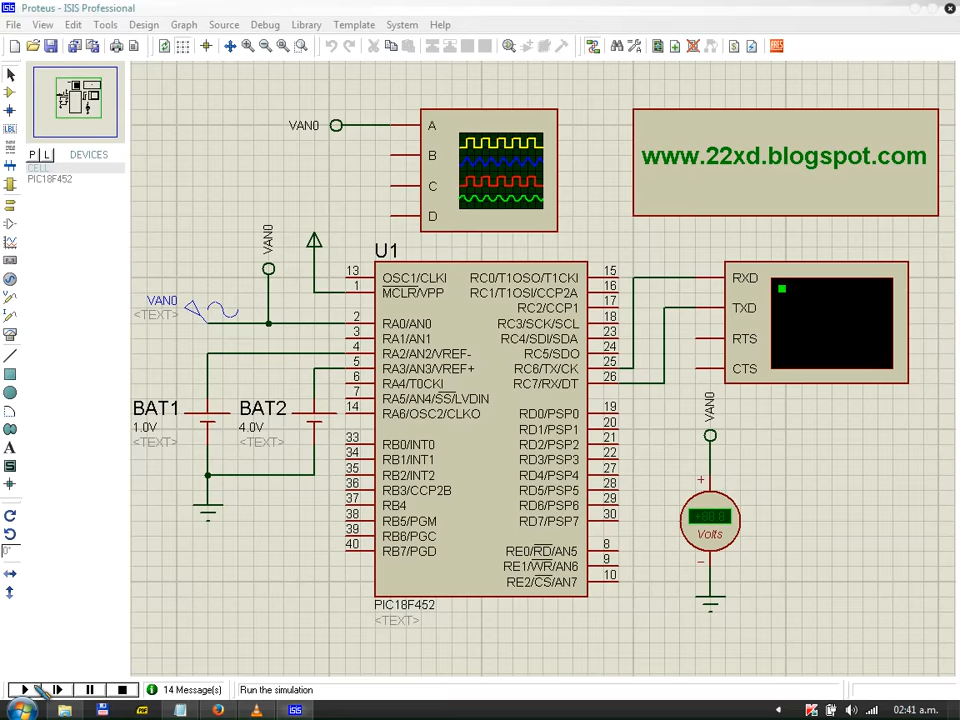 Proteus - ISIS Professional
File View Edit Tools Design Graph Source Debug Library Template System Help
LBL
P L DEVICES
CELL
PIC18F452
A
0°
VAN0
A
B
C
D
www.22xd.blogspot.com
VAN0
VAN0
<TEXT>
U1
13 OSC1/CLKI
1 MCLR/VPP
2 RA0/AN0
3 RA1/AN1
4 RA2/AN2/VREF-
5 RA3/AN3/VREF+
6 RA4/T0CKI
7 RA5/AN4/SS/LVDIN
14 RA6/OSC2/CLKO
33 RB0/INT0
34 RB1/INT1
35 RB2/INT2
36 RB3/CCP2B
37 RB4
38 RB5/PGM
39 RB6/PGC
40 RB7/PGD
RC0/T1OSO/T1CKI 15
RC1/T1OSI/CCP2A 16
RC2/CCP1 17
RC3/SCK/SCL 18
RC4/SDI/SDA 23
RC5/SDO 24
RC6/TX/CK 25
RC7/RX/DT 26
RD0/PSP0 19
RD1/PSP1 20
RD2/PSP2 21
RD3/PSP3 22
RD4/PSP4 27
RD5/PSP5 28
RD6/PSP6 29
RD7/PSP7 30
RE0/RD/AN5 8
RE1/WR/AN6 9
RE2/CS/AN7 10
PIC18F452
<TEXT>
BAT1
1.0V
<TEXT>
BAT2
4.0V
<TEXT>
RXD
TXD
RTS
CTS
VAN0
+
Volts
-
14 Message(s)
Run the simulation
02:41 a.m.